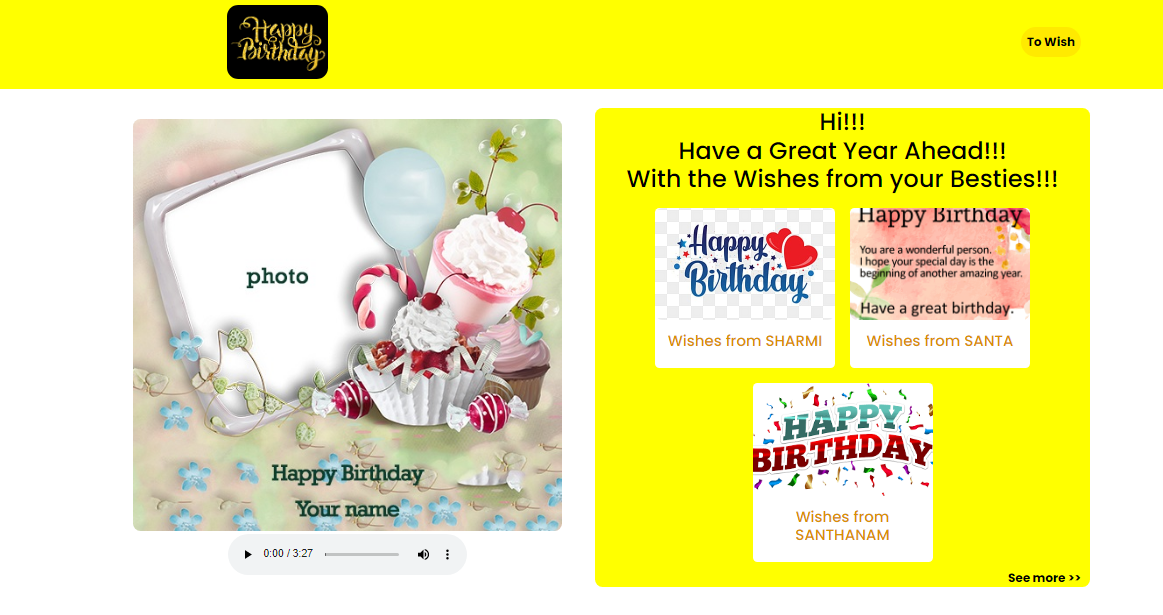 Happy
Birthday
To Wish
photo
Happy Birthday
Your name
0:00 / 3:27
Hi!!!
Have a Great Year Ahead!!!
With the Wishes from your Besties!!!
Happy
Birthday
Wishes from SHARMI
Happy Birthday
You are a wonderful person.
I hope your special day is the
beginning of another amazing year.
Have a great birthday.
Wishes from SANTA
HAPPY
BIRTHDAY
Wishes from
SANTHANAM
See more >>